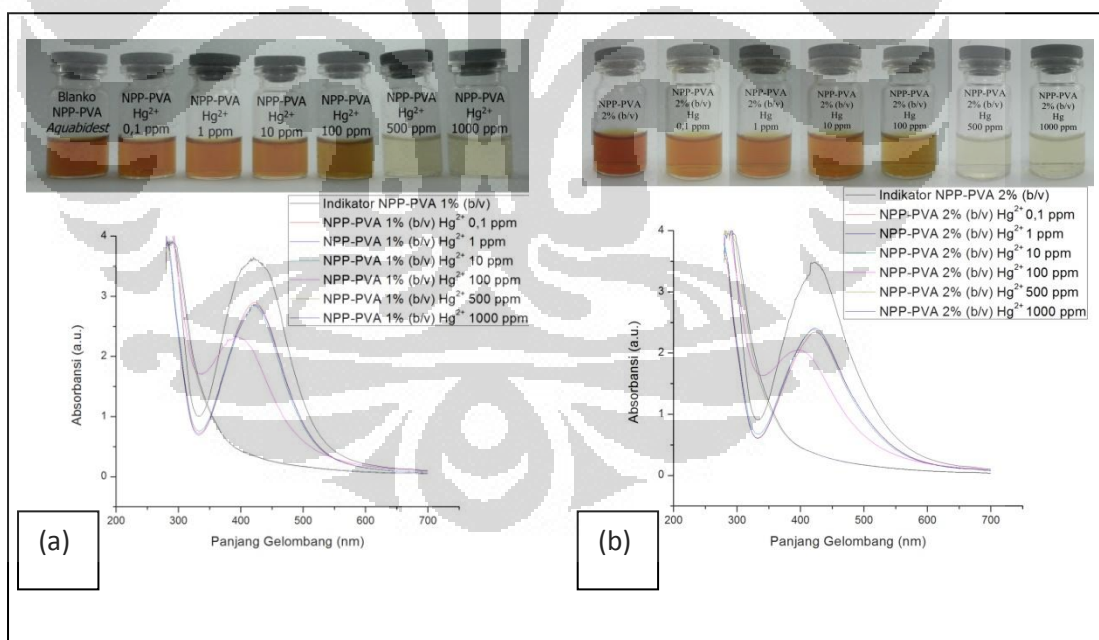 Blanko
NPP-PVA
Aquabidest
NPP-PVA
Hg²⁺
0,1 ppm
NPP-PVA
Hg²⁺
1 ppm
NPP-PVA
Hg²⁺
10 ppm
NPP-PVA
Hg²⁺
100 ppm
NPP-PVA
Hg²⁺
500 ppm
NPP-PVA
Hg²⁺
1000 ppm
Indikator NPP-PVA 1% (b/v)
NPP-PVA 1% (b/v) Hg²⁺ 0,1 ppm
NPP-PVA 1% (b/v) Hg²⁺ 1 ppm
NPP-PVA 1% (b/v) Hg²⁺ 10 ppm
NPP-PVA 1% (b/v) Hg²⁺ 100 ppm
NPP-PVA 1% (b/v) Hg²⁺ 500 ppm
NPP-PVA 1% (b/v) Hg²⁺ 1000 ppm
4
3
2
1
0
Absorbansi (a.u.)
200 300 400 500 600 700
Panjang Gelombang (nm)
(a)
NPP-PVA
2% (b/v)
NPP-PVA
2% (b/v)
Hg
0,1 ppm
NPP-PVA
2% (b/v)
Hg
1 ppm
NPP-PVA
2% (b/v)
Hg
10 ppm
NPP-PVA
2% (b/v)
Hg
100 ppm
NPP-PVA
2% (b/v)
Hg
500 ppm
NPP-PVA
2% (b/v)
Hg
1000 ppm
Indikator NPP-PVA 2% (b/v)
NPP-PVA 2% (b/v) Hg²⁺ 0,1 ppm
NPP-PVA 2% (b/v) Hg²⁺ 1 ppm
NPP-PVA 2% (b/v) Hg²⁺ 10 ppm
NPP-PVA 2% (b/v) Hg²⁺ 100 ppm
NPP-PVA 2% (b/v) Hg²⁺ 500 ppm
NPP-PVA 2% (b/v) Hg²⁺ 1000 ppm
4
3
2
1
0
Absorbansi (a.u.)
200 300 400 500 600 700
Panjang Gelombang (nm)
(b)